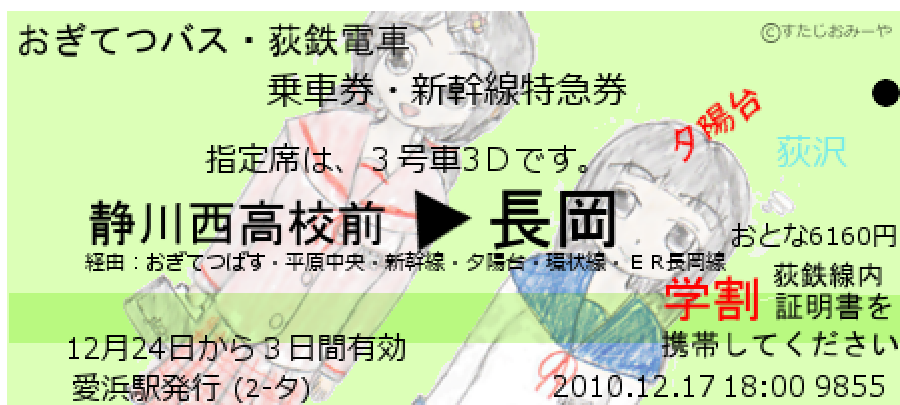 おぎてつバス・荻鉄電車
©すたじおみーや
乗車券・新幹線特急券
夕陽台
荻沢
指定席は、３号車3Dです。
静川西高校前▶長岡
おとな6160円
経由：おぎてつばす・平原中央・新幹線・夕陽台・環状線・ＥＲ長岡線
学割
荻鉄線内
証明書を
携帯してください
12月24日から３日間有効
愛浜駅発行 (2-タ)
2010.12.17 18:00 9855